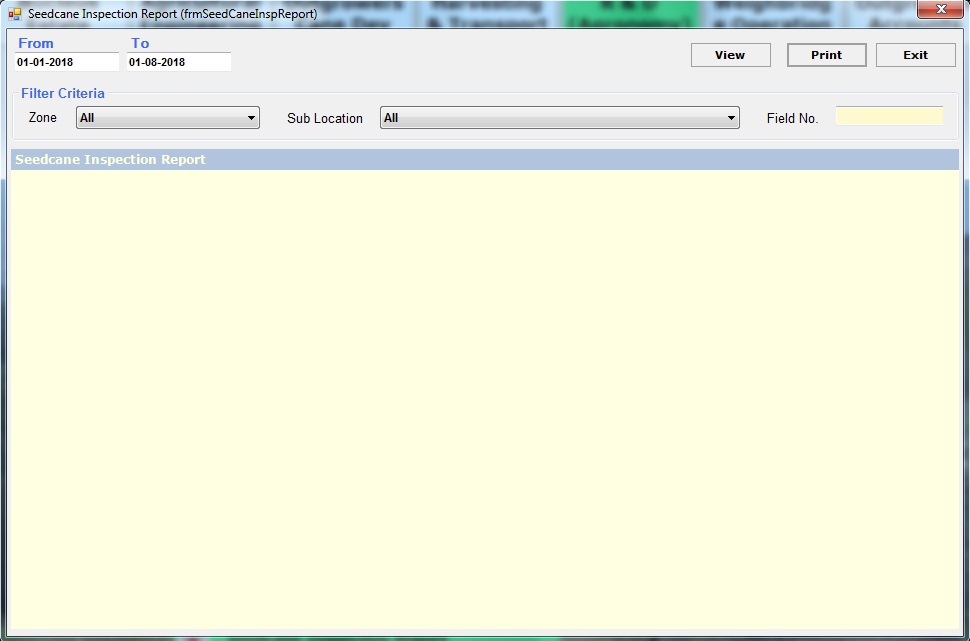 Seedcane Inspection Report (frmSeedCaneInspReport)
From To
01-01-2018 01-08-2018
View Print Exit
Filter Criteria
Zone All Sub Location All Field No.
Seedcane Inspection Report